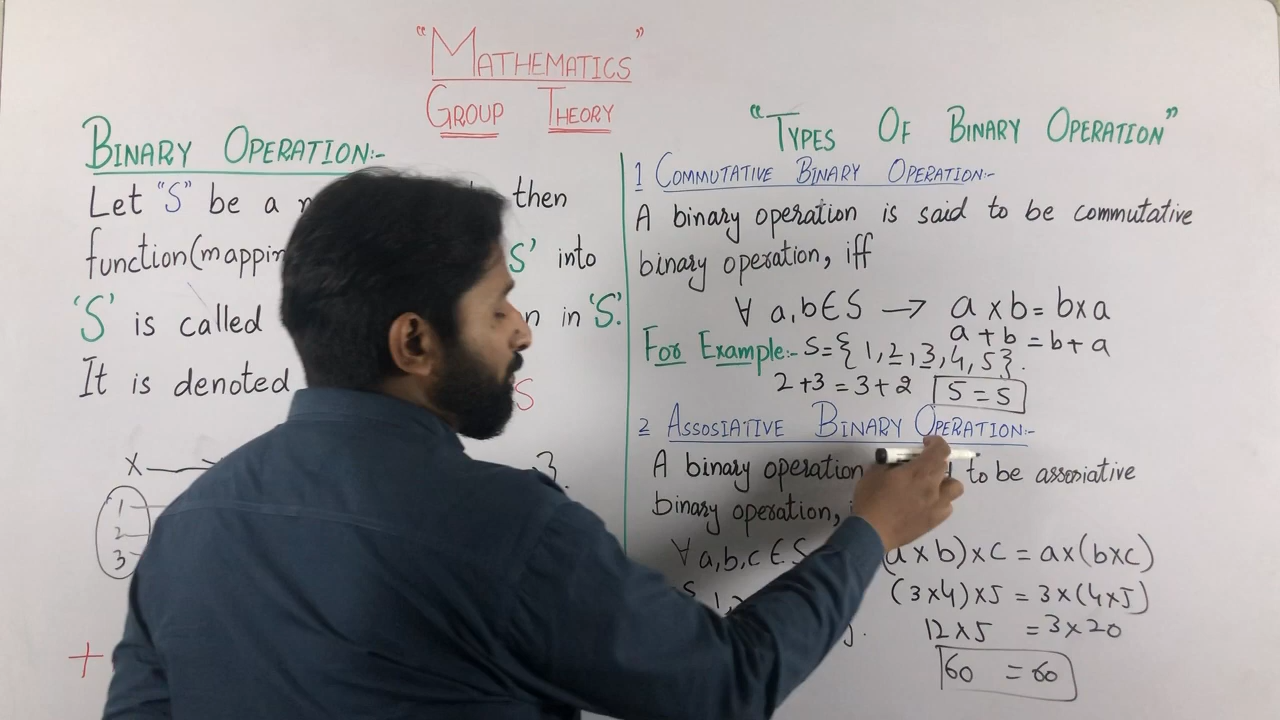 “MATHEMATICS”
GROUP THEORY
BINARY OPERATION:-
Let “S” be a then
function(mappin S’ into
‘S’ is called n in ‘S’.
It is denoted S
X
3.
1
2
3
+
“TYPES OF BINARY OPERATION”
1 COMMUTATIVE BINARY OPERATION:-
A binary operation is said to be commutative
binary operation, iff
∀ a,b∈S → a×b=b×a
a+b=b+a
For Example:- S={1,2,3,4,5}.
2+3=3+2 5=5
2 ASSOSIATIVE BINARY OPERATION:-
A binary operation to be assosiative
binary operation,
∀ a,b,c∈S (a×b)×c=a×(b×c)
(3×4)×5=3×(4×5)
12×5 =3×20
60 =60